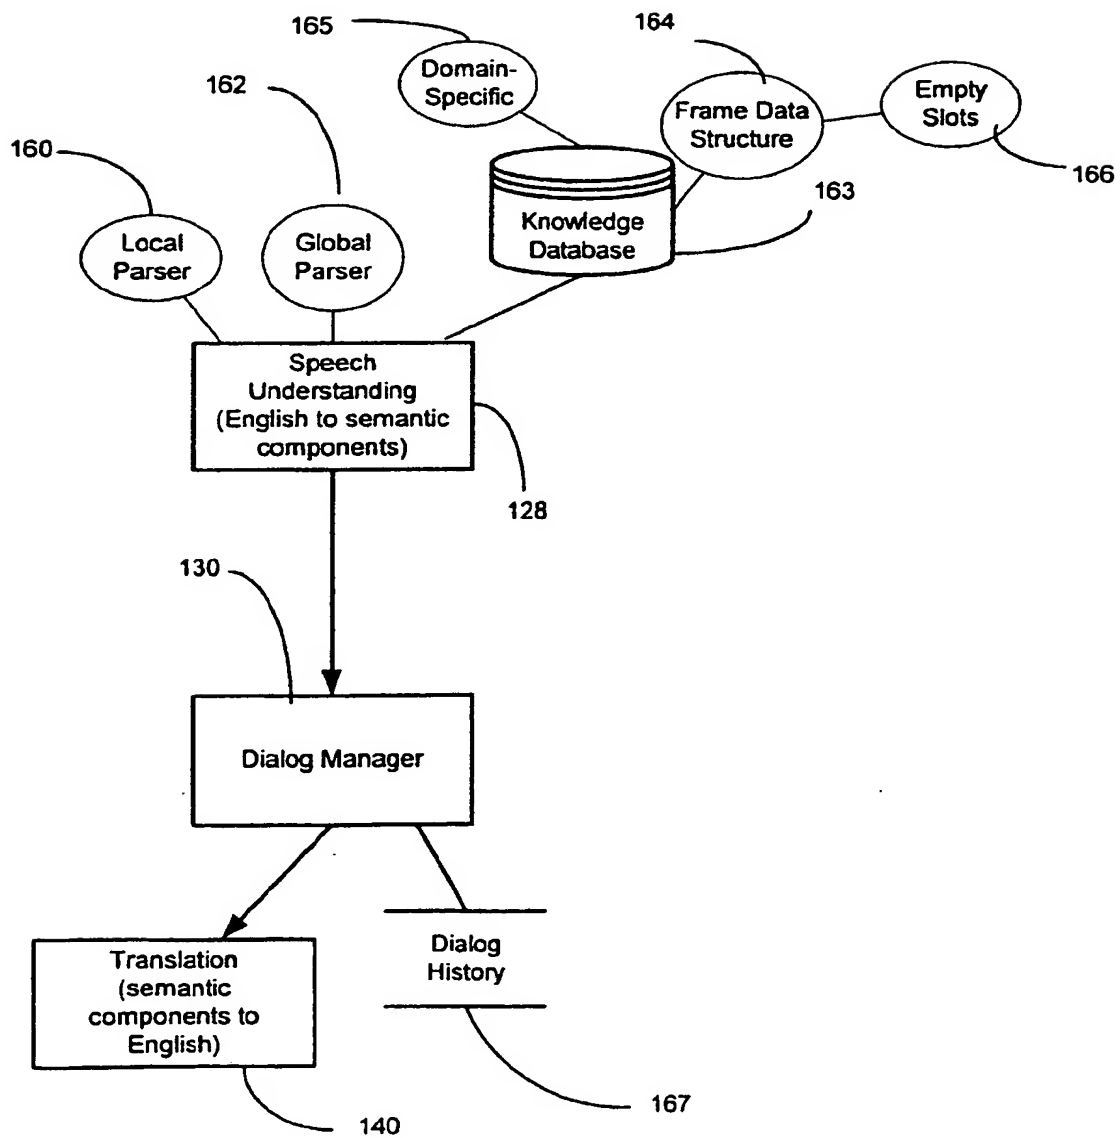 165
164
Domain-
Specific
162
Frame Data
Structure
Empty
Slots
160
166
163
Knowledge
Database
Local
Parser
Global
Parser
Speech
Understanding
(English to semantic
components)
128
130
Dialog Manager
Dialog
History
Translation
(semantic
components to
English)
167
140